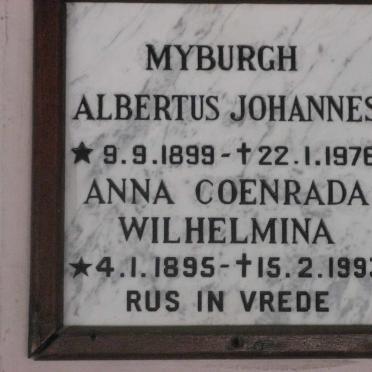 MYBURGH
ALBERTUS JOHANNES
★ 9.9.1899 - ✝ 22.1.1976
ANNA COENRADA
WILHELMINA
★ 4.1.1895 - ✝ 15.2.1993
RUS IN VREDE